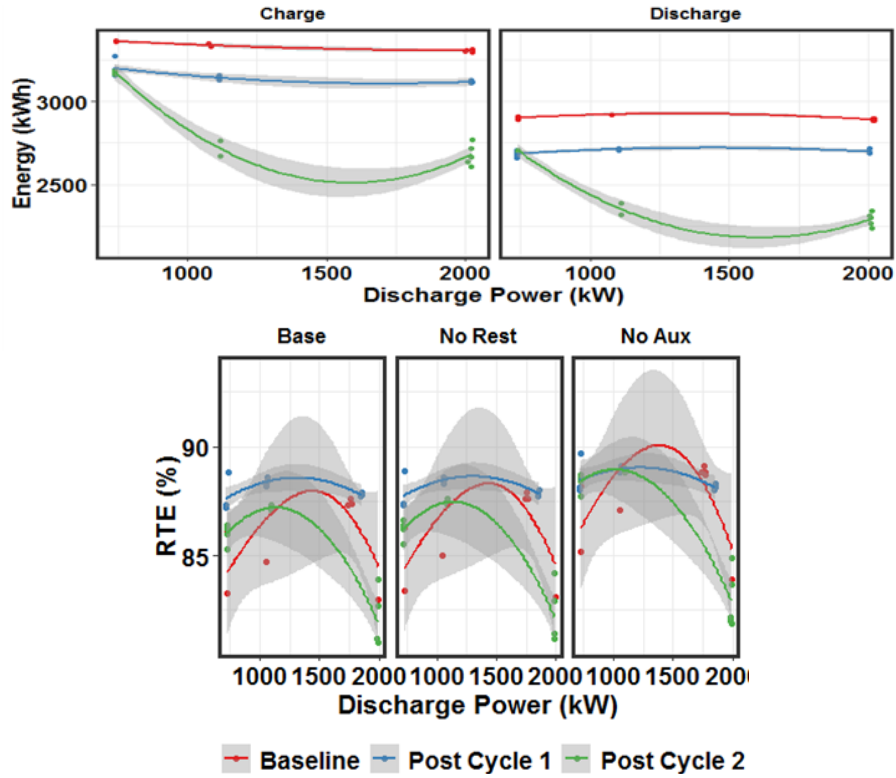 Charge Discharge
Energy (kWh)
3000
2500
1000 1500 2000 1000 1500 2000
Discharge Power (kW)
Base No Rest No Aux
RTE (%)
90
85
1000 1500 2000 1000 1500 2000 1000 1500 2000
Discharge Power (kW)
Baseline Post Cycle 1 Post Cycle 2